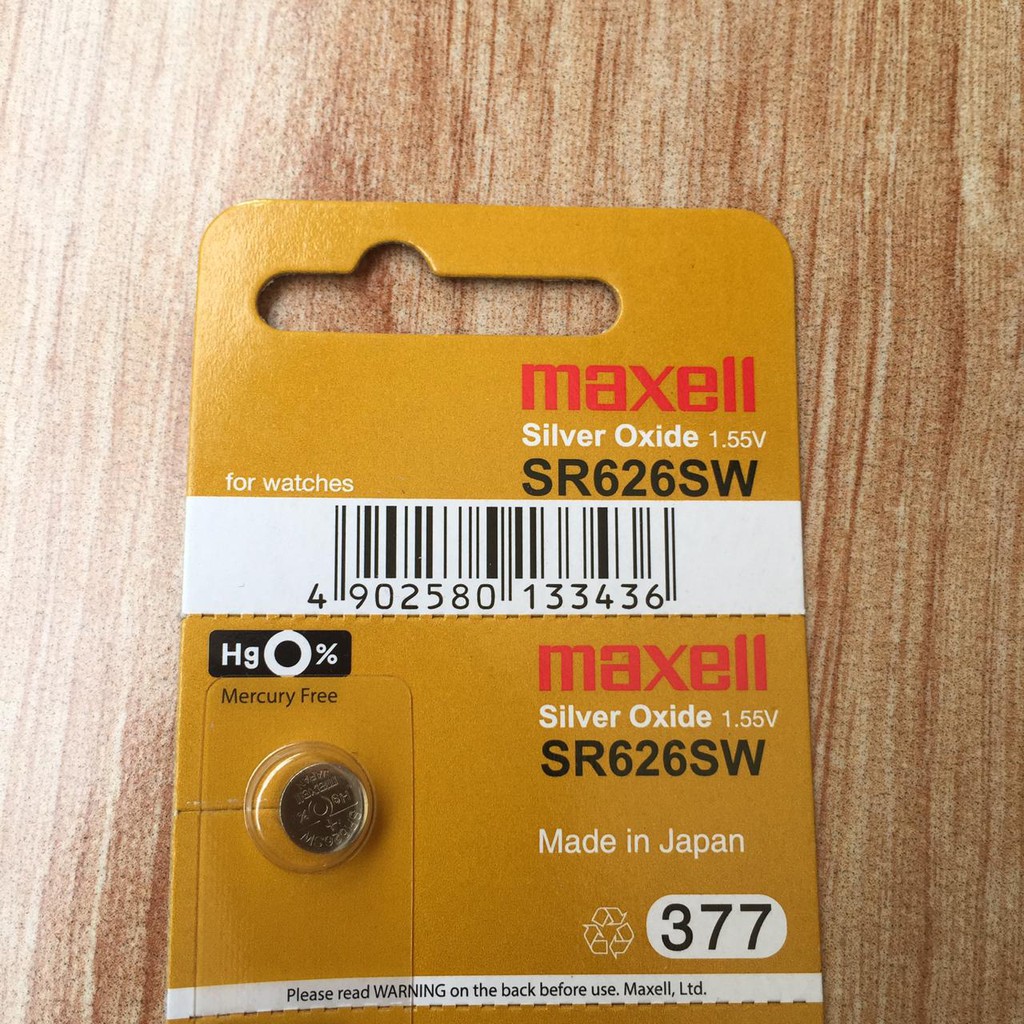 maxell
Silver Oxide 1.55V
SR626SW
for watches
4 902580 133436
Hg 0%
Mercury Free
maxell
Silver Oxide 1.55V
SR626SW
Made in Japan
377
Please read WARNING on the back before use. Maxell, Ltd.